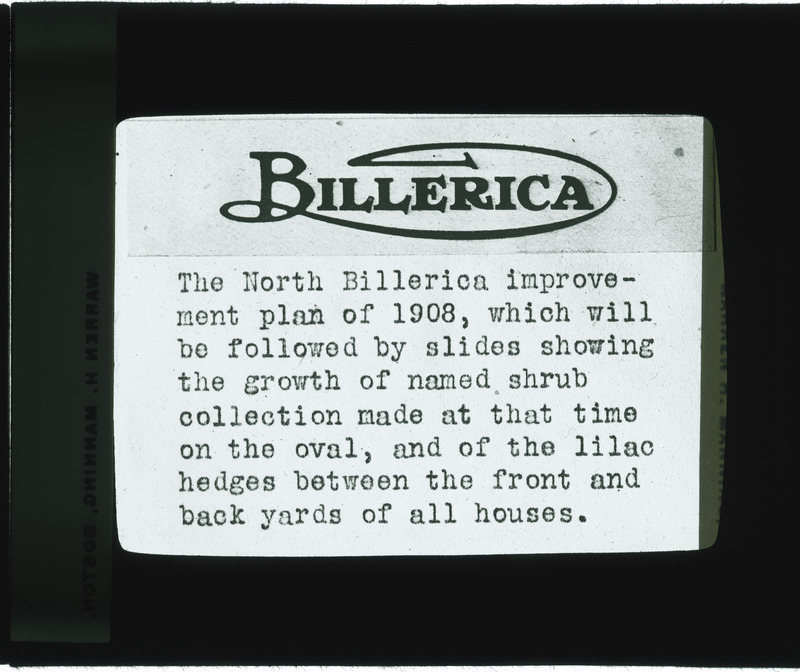 BILLERICA
The North Billerica improve-
ment plan of 1908, which will
be followed by slides showing
the growth of named shrub
collection made at that time
on the oval, and of the lilac
hedges between the front and
back yards of all houses.
WARREN H. MANNING, BOSTON.
WARREN H. MANNING